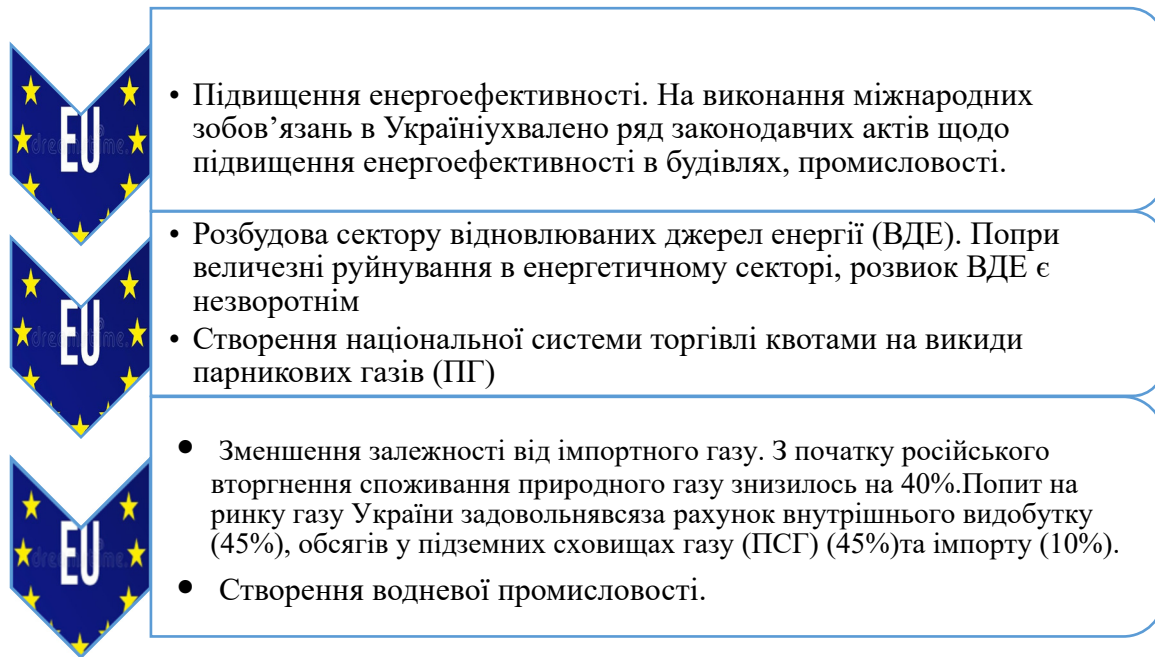 EU
• Підвищення енергоефективності. На виконання міжнародних
зобов’язань в Україніухвалено ряд законодавчих актів щодо
підвищення енергоефективності в будівлях, промисловості.
EU
• Розбудова сектору відновлюваних джерел енергії (ВДЕ). Попри
величезні руйнування в енергетичному секторі, розвиок ВДЕ є
незворотнім
• Створення національної системи торгівлі квотами на викиди
парникових газів (ПГ)
EU
• Зменшення залежності від імпортного газу. З початку російського
вторгнення споживання природного газу знизилось на 40%.Попит на
ринку газу України задовольнявсяза рахунок внутрішнього видобутку
(45%), обсягів у підземних сховищах газу (ПСГ) (45%)та імпорту (10%).
• Створення водневої промисловості.